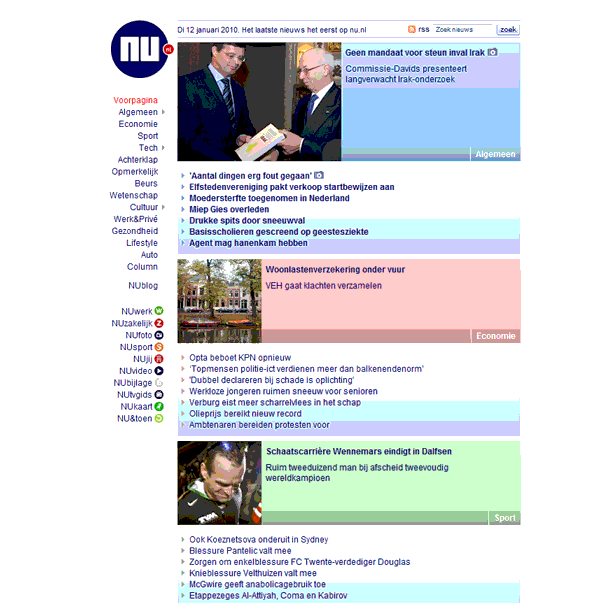 nu
.nl
Di 12 januari 2010. Het laatste nieuws het eerst op nu.nl
rss
Zoek nieuws
zoek
Voorpagina
Algemeen
Economie
Sport
Tech
Achterklap
Opmerkelijk
Beurs
Wetenschap
Cultuur
Werk&Privé
Gezondheid
Lifestyle
Auto
Column
NUblog
NUwerk
NUzakelijk
NUfoto
NUsport
NUjij
NUvideo
NUbijlage
NUtvgids
NUkaart
NU&toen
Geen mandaat voor steun inval Irak
Commissie-Davids presenteert
langverwacht Irak-onderzoek
Algemeen
'Aantal dingen erg fout gegaan'
Elfstedenvereniging pakt verkoop startbewijzen aan
Moedersterfte toegenomen in Nederland
Miep Gies overleden
Drukke spits door sneeuwval
Basisscholieren gescreend op geestesziekte
Agent mag hanenkam hebben
Woonlastenverzekering onder vuur
VEH gaat klachten verzamelen
Economie
Opta beboet KPN opnieuw
'Topmensen politie-ict verdienen meer dan balkenendenorm'
'Dubbel declareren bij schade is oplichting'
Werkloze jongeren ruimen sneeuw voor senioren
Verburg eist meer scharrelvlees in het schap
Olieprijs bereikt nieuw record
Ambtenaren bereiden protesten voor
Schaatscarrière Wennemars eindigt in Dalfsen
Ruim tweeduizend man bij afscheid tweevoudig
wereldkampioen
Sport
Ook Koeznetsova onderuit in Sydney
Blessure Pantelic valt mee
Zorgen om enkelblessure FC Twente-verdediger Douglas
Knieblessure Velthuizen valt mee
McGwire geeft anabolicagebruik toe
Etappezeges Al-Attiyah, Coma en Kabirov